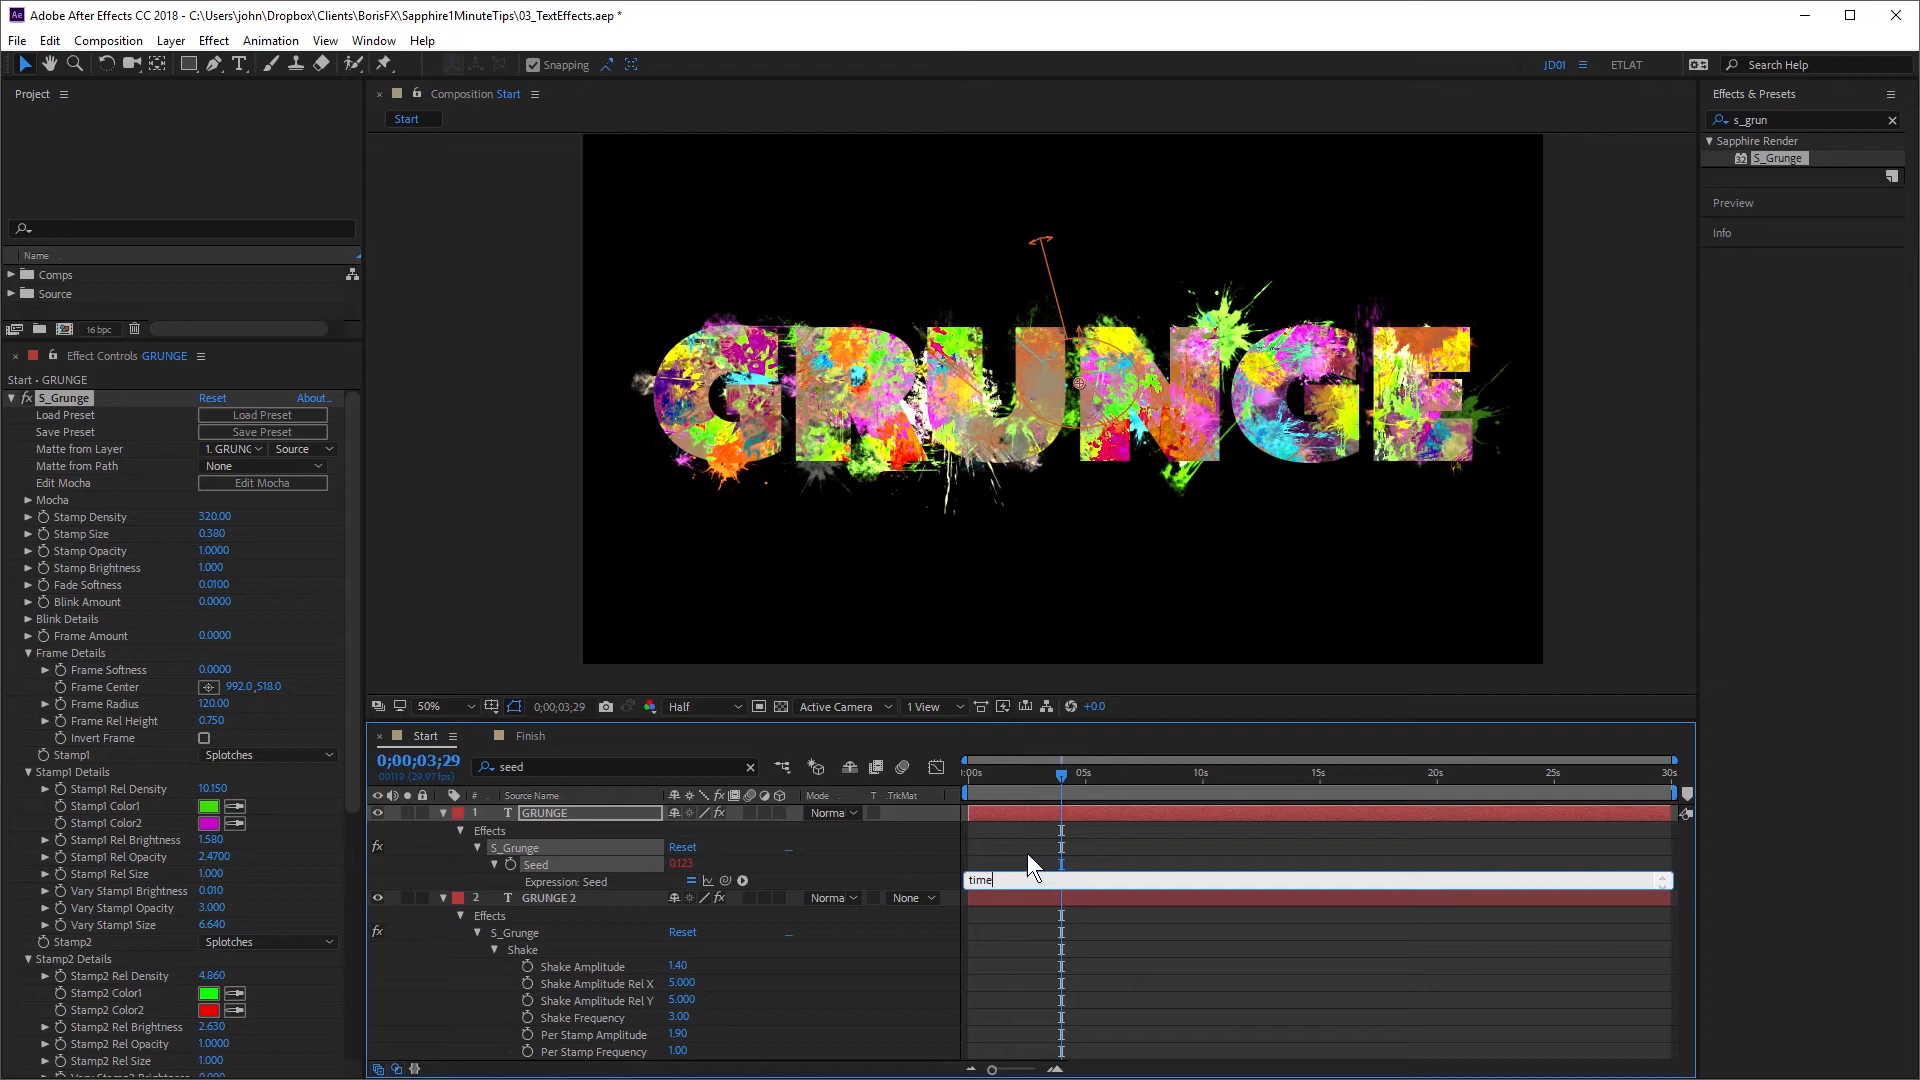 Adobe After Effects CC 2018 - C:\Users\john\Dropbox\Clients\BorisFX\Sapphire1MinuteTips\03_TextEffects.aep *
File Edit Composition Layer Effect Animation View Window Help
Snapping
JD01
ETLAT
Search Help
Project
Name
Comps
Source
16 bpc
Effect Controls GRUNGE
Start • GRUNGE
fx S_Grunge Reset About...
Load Preset Load Preset
Save Preset Save Preset
Matte from Layer 1. GRUNG Source
Matte from Path None
Edit Mocha Edit Mocha
Mocha
Stamp Density 320.00
Stamp Size 0.380
Stamp Opacity 1.0000
Stamp Brightness 1.000
Fade Softness 0.0100
Blink Amount 0.0000
Blink Details
Frame Amount 0.0000
Frame Details
Frame Softness 0.0000
Frame Center 992.0,518.0
Frame Radius 120.00
Frame Rel Height 0.750
Invert Frame
Stamp1 Splotches
Stamp1 Details
Stamp1 Rel Density 10.150
Stamp1 Color1
Stamp1 Color2
Stamp1 Rel Brightness 1.580
Stamp1 Rel Opacity 2.4700
Stamp1 Rel Size 1.000
Vary Stamp1 Brightness 0.010
Vary Stamp1 Opacity 3.000
Vary Stamp1 Size 6.640
Stamp2 Splotches
Stamp2 Details
Stamp2 Rel Density 4.860
Stamp2 Color1
Stamp2 Color2
Stamp2 Rel Brightness 2.630
Stamp2 Rel Opacity 1.0000
Stamp2 Rel Size 1.000
Composition Start
Start
GRUNGE
50% 0;00;03;29 Half Active Camera 1 View +0.0
Effects & Presets
s_grun
Sapphire Render
32 S_Grunge
Preview
Info
Start Finish
0;00;03;29
00119 (29.97 fps)
seed
:00s 05s 10s 15s 20s 25s 30s
# Source Name fx Mode T .TrkMat
1 T GRUNGE fx Norma
Effects
fx S_Grunge Reset
Seed 0.123
Expression: Seed
time
2 T GRUNGE 2 fx Norma None
Effects
fx S_Grunge Reset
Shake
Shake Amplitude 1.40
Shake Amplitude Rel X 5.000
Shake Amplitude Rel Y 5.000
Shake Frequency 3.00
Per Stamp Amplitude 1.90
Per Stamp Frequency 1.00